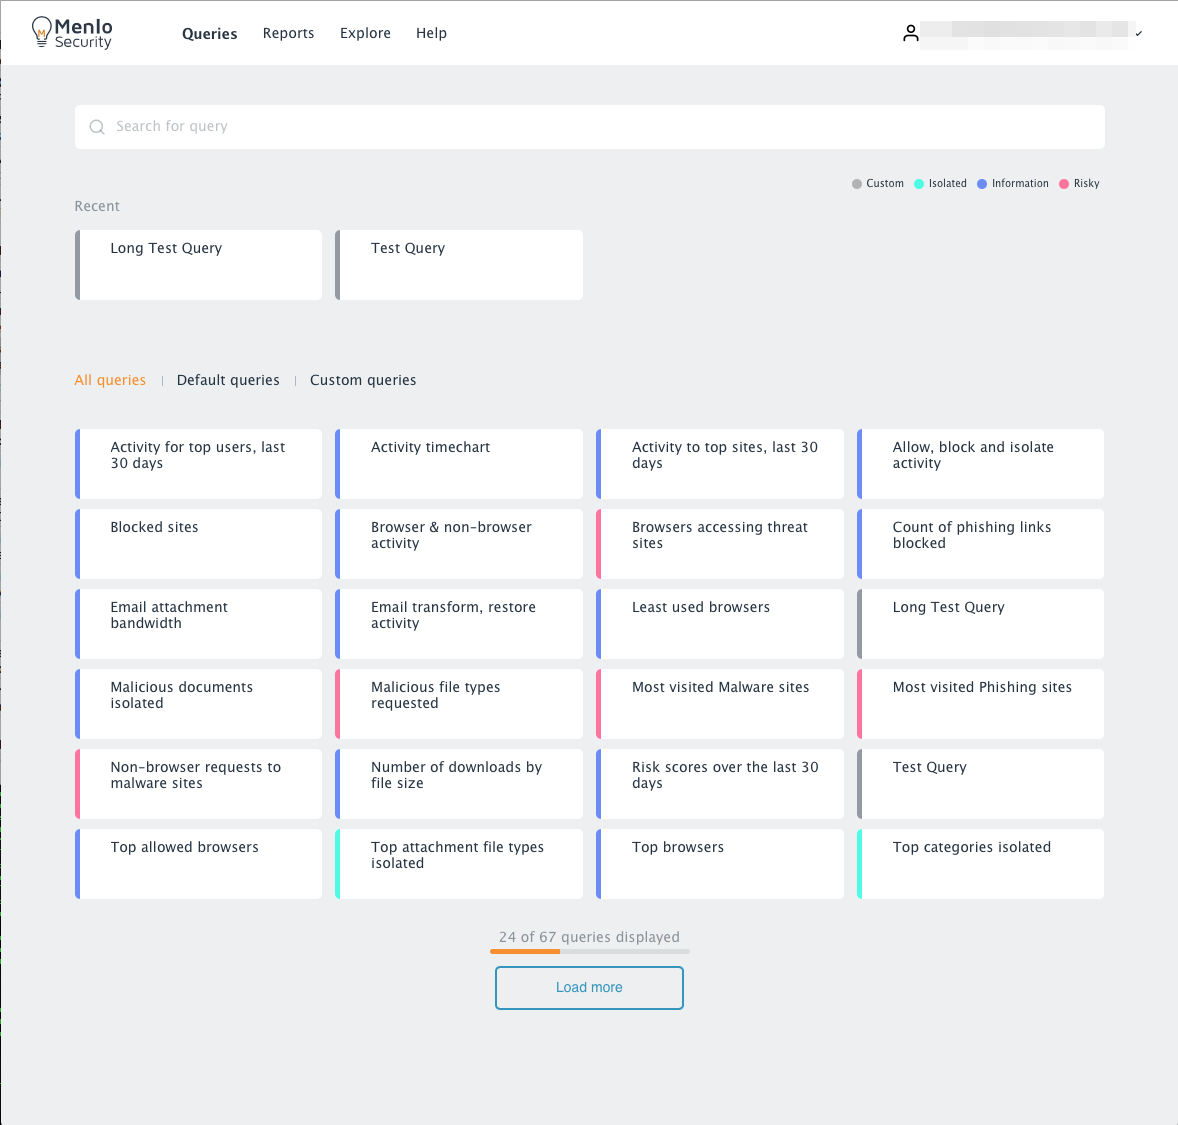 Menlo
Security
Queries
Reports
Explore
Help
Search for query
Custom
Isolated
Information
Risky
Recent
Long Test Query
Test Query
All queries
Default queries
Custom queries
Activity for top users, last
30 days
Activity timechart
Activity to top sites, last 30
days
Allow, block and isolate
activity
Blocked sites
Browser & non-browser
activity
Browsers accessing threat
sites
Count of phishing links
blocked
Email attachment
bandwidth
Email transform, restore
activity
Least used browsers
Long Test Query
Malicious documents
isolated
Malicious file types
requested
Most visited Malware sites
Most visited Phishing sites
Non-browser requests to
malware sites
Number of downloads by
file size
Risk scores over the last 30
days
Test Query
Top allowed browsers
Top attachment file types
isolated
Top browsers
Top categories isolated
24 of 67 queries displayed
Load more